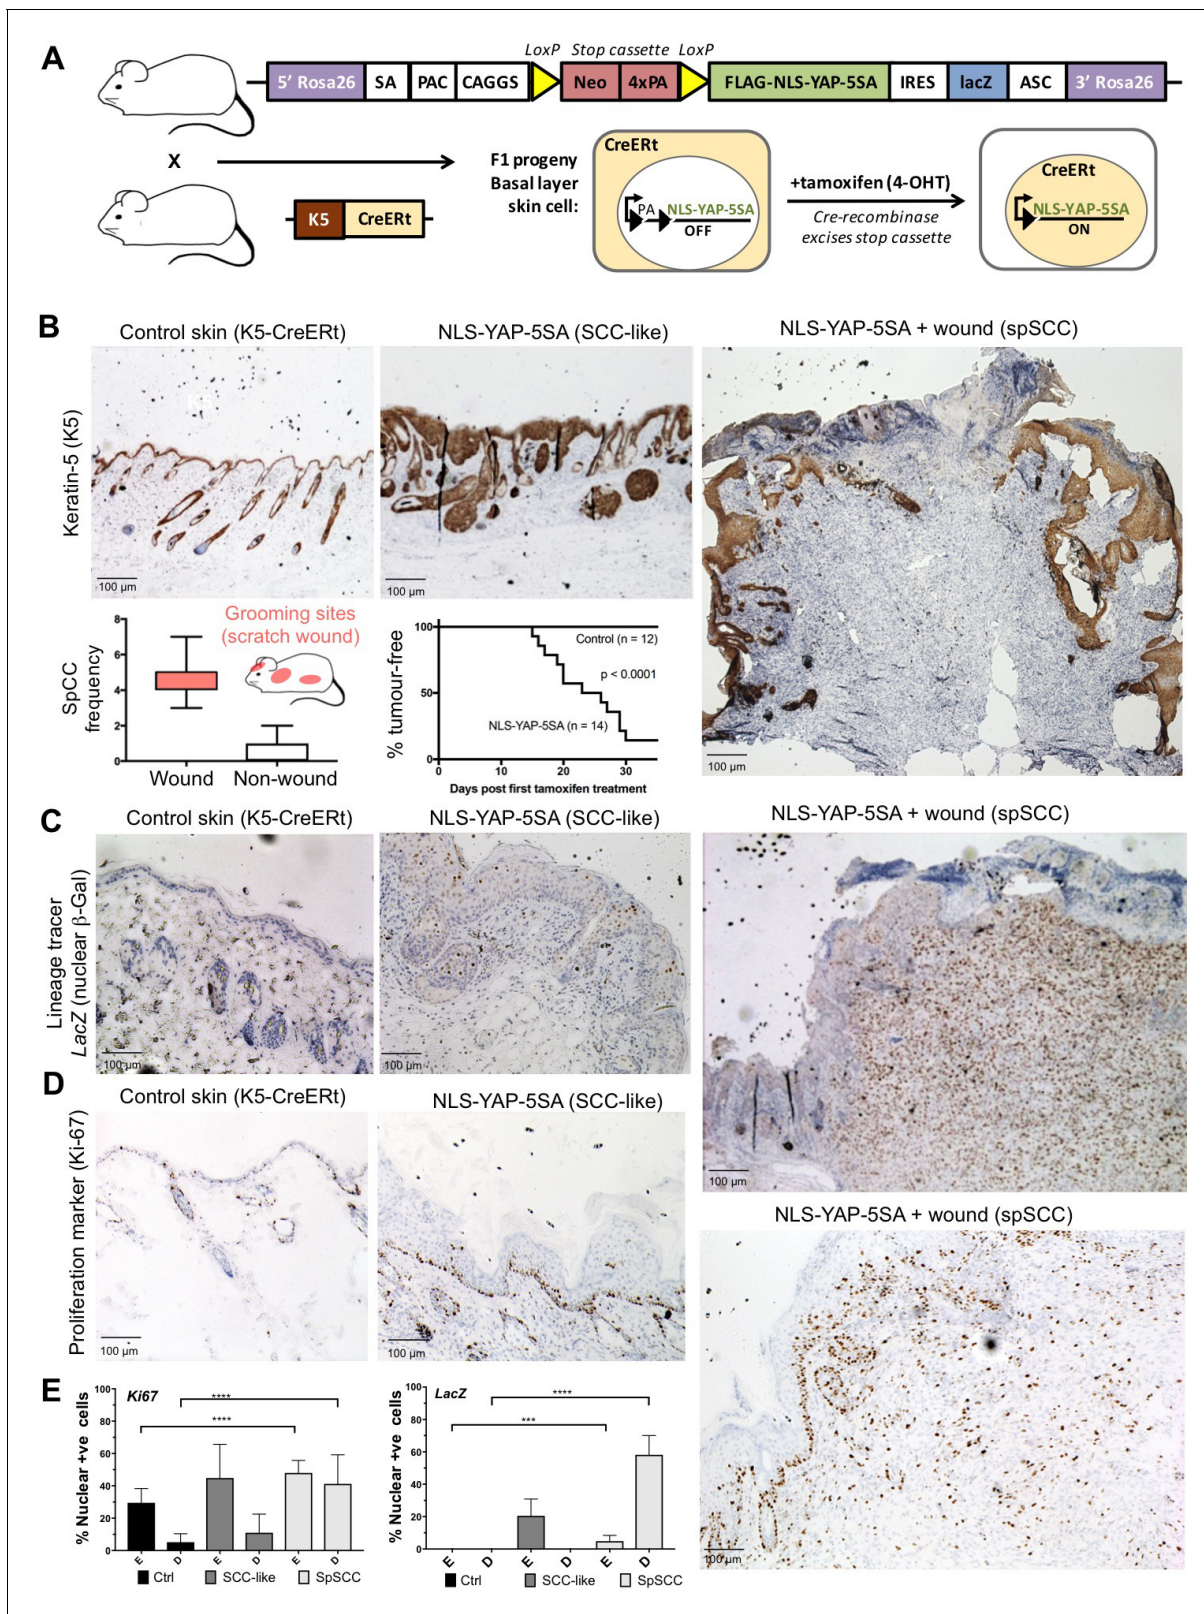 A
LoxP Stop cassette LoxP
5' Rosa26 SA PAC CAGGS Neo 4xPA FLAG-NLS-YAP-5SA IRES lacZ ASC 3' Rosa26
X
K5 CreERt
F1 progeny
Basal layer
skin cell:
CreERt
PA NLS-YAP-5SA
OFF
+tamoxifen (4-OHT)
Cre-recombinase
excises stop cassette
CreERt
NLS-YAP-5SA
ON
B
Control skin (K5-CreERt)
NLS-YAP-5SA (SCC-like)
NLS-YAP-5SA + wound (spSCC)
Keratin-5 (K5)
K5
100 µm
100 µm
100 µm
SpCC
frequency
8
6
4
2
0
Grooming sites
(scratch wound)
Wound Non-wound
% tumour-free
100
50
0
Control (n = 12)
p < 0.0001
NLS-YAP-5SA (n = 14)
0 10 20 30
Days post first tamoxifen treatment
C
Control skin (K5-CreERt)
NLS-YAP-5SA (SCC-like)
NLS-YAP-5SA + wound (spSCC)
Lineage tracer
LacZ (nuclear β-Gal)
100 µm
100 µm
100 µm
D
Control skin (K5-CreERt)
NLS-YAP-5SA (SCC-like)
NLS-YAP-5SA + wound (spSCC)
Proliferation marker (Ki-67)
100 µm
100 µm
100 µm
E
% Nuclear +ve cells
Ki67
100
80
60
40
20
0
****
****
E D E D E D
Ctrl SCC-like SpSCC
% Nuclear +ve cells
LacZ
100
80
60
40
20
0
****
***
E D E D E D
Ctrl SCC-like SpSCC